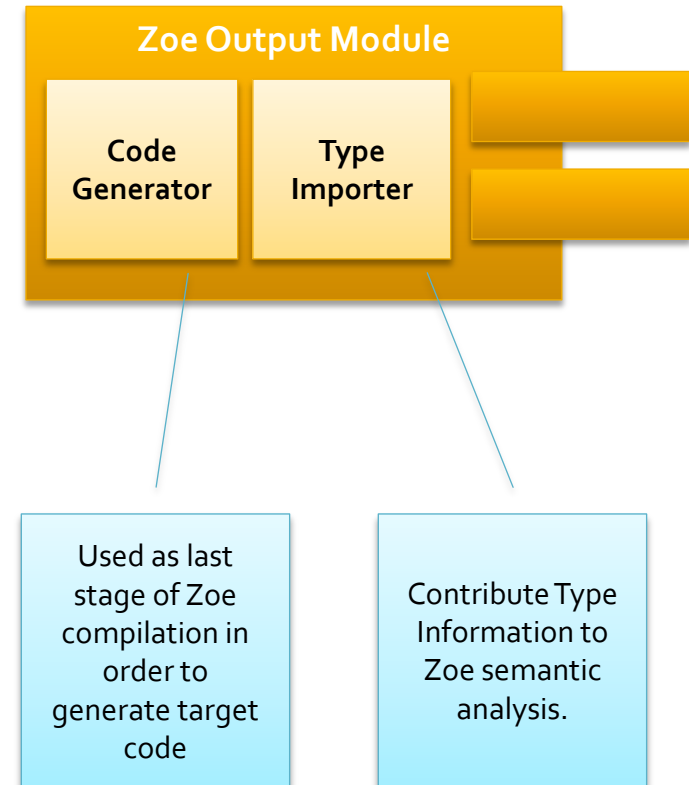 Zoe Output Module
Code
Generator
Type
Importer
Used as last
stage of Zoe
compilation in
order to
generate target
code
Contribute Type
Information to
Zoe semantic
analysis.